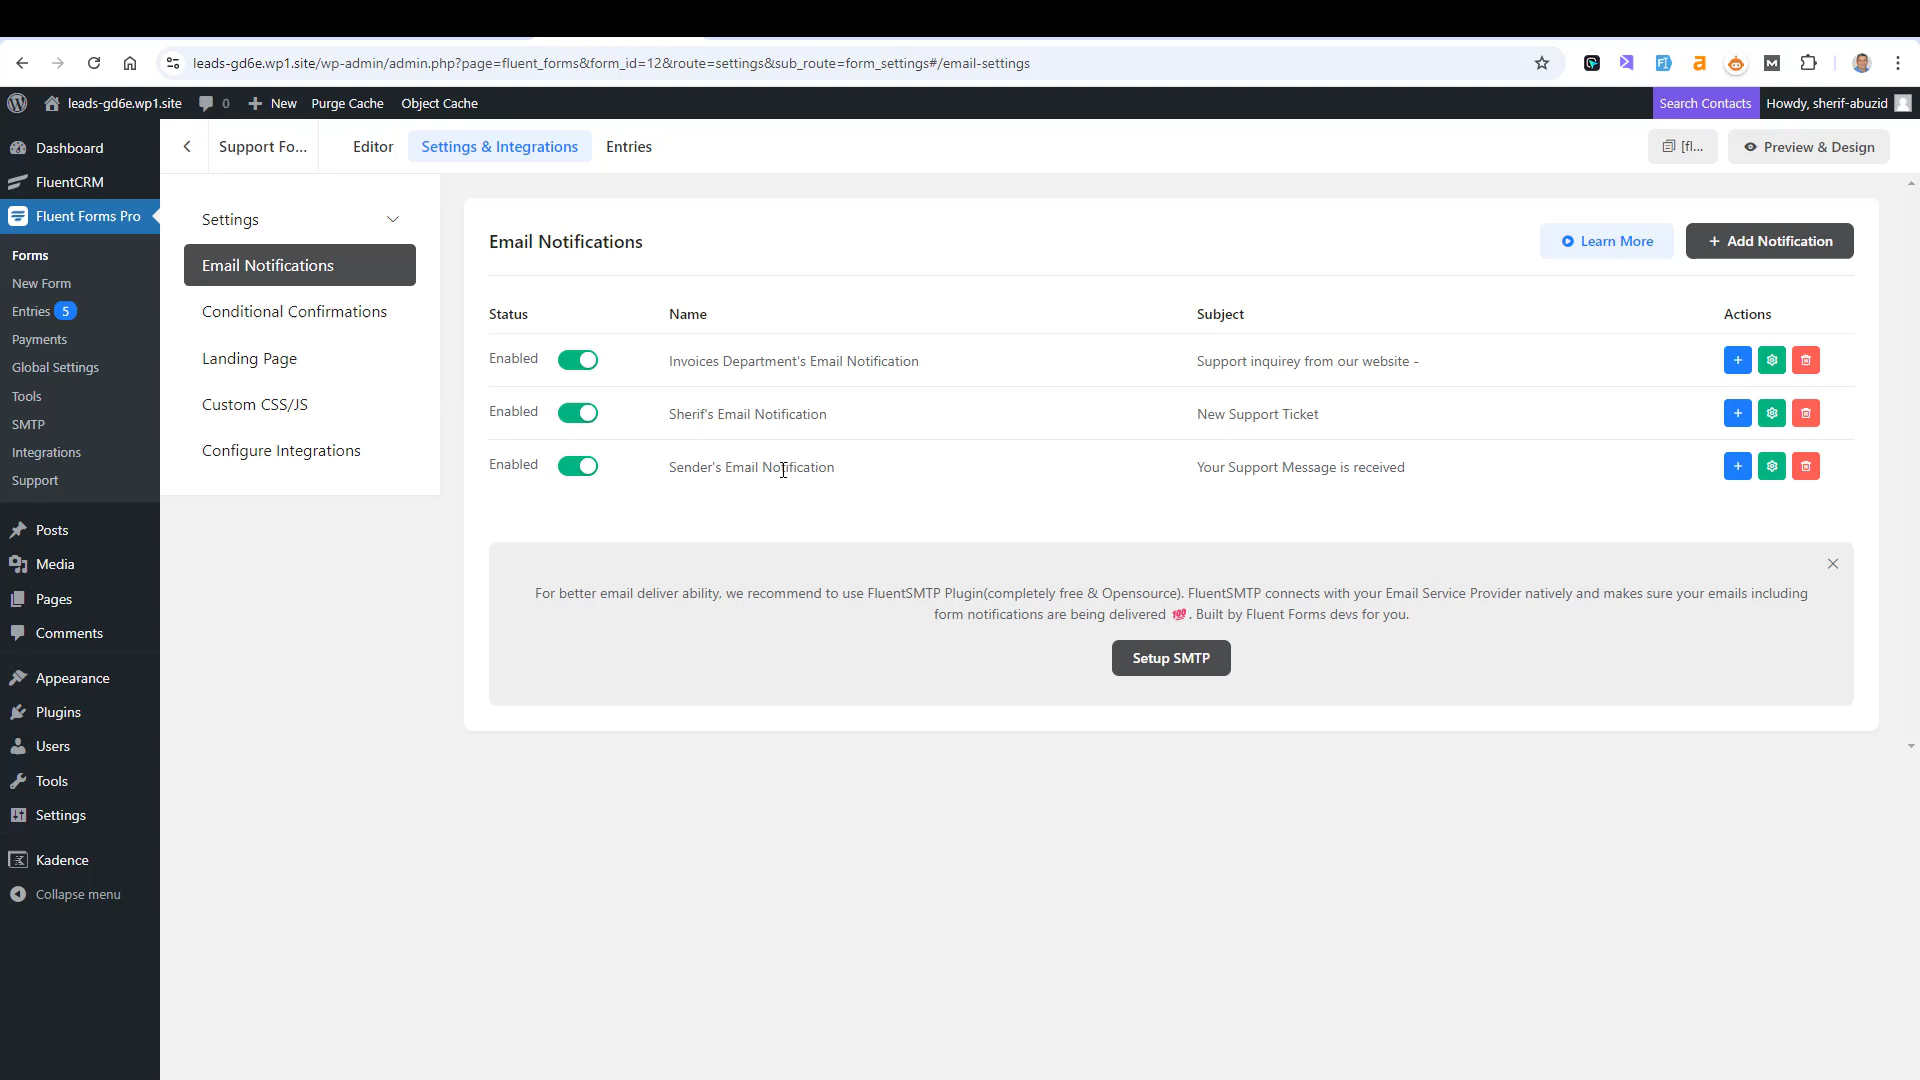 leads-gd6e.wp1.site/wp-admin/admin.php?page=fluent_forms&form_id=12&route=settings&sub_route=form_settings#/email-settings
leads-gd6e.wp1.site 0 New Purge Cache Object Cache Search Contacts Howdy, sherif-abuzid
Dashboard
FluentCRM
Fluent Forms Pro
Forms
New Form
Entries 5
Payments
Global Settings
Tools
SMTP
Integrations
Support
Posts
Media
Pages
Comments
Appearance
Plugins
Users
Tools
Settings
Kadence
Collapse menu
Support Fo... Editor Settings & Integrations Entries [fl... Preview & Design
Settings
Email Notifications
Conditional Confirmations
Landing Page
Custom CSS/JS
Configure Integrations
Email Notifications Learn More + Add Notification
Status Name Subject Actions
Enabled Invoices Department's Email Notification Support inquirey from our website -
Enabled Sherif's Email Notification New Support Ticket
Enabled Sender's Email Notification Your Support Message is received
For better email deliver ability, we recommend to use FluentSMTP Plugin(completely free & Opensource). FluentSMTP connects with your Email Service Provider natively and makes sure your emails including
form notifications are being delivered 💯. Built by Fluent Forms devs for you.
Setup SMTP